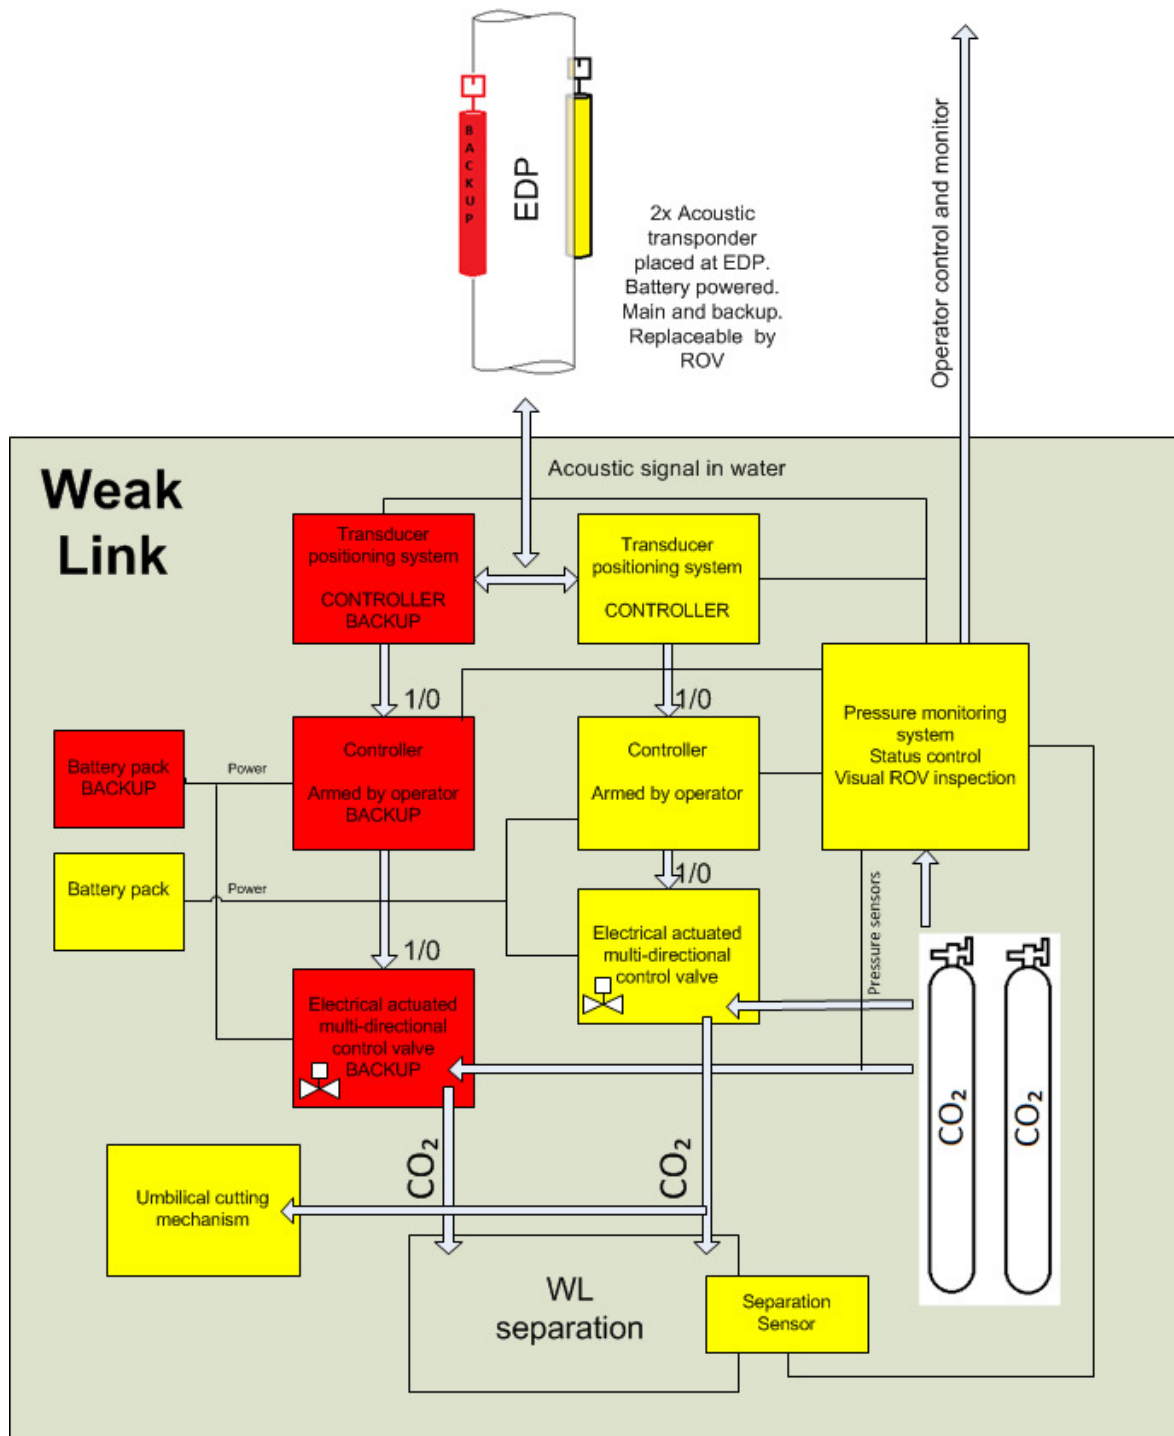 BACKUP
EDP
2x Acoustic
transponder
placed at EDP.
Battery powered.
Main and backup.
Replaceable by
ROV
Operator control and monitor
Weak
Link
Acoustic signal in water
Transducer
positioning system
CONTROLLER
BACKUP
Transducer
positioning system
CONTROLLER
1/0
1/0
Battery pack
BACKUP
Power
Controller
Armed by operator
BACKUP
Controller
Armed by operator
Pressure monitoring
system
Status control
Visual ROV inspection
Battery pack
Power
1/0
1/0
Electrical actuated
multi-directional
control valve
Pressure sensors
Electrical actuated
multi-directional
control valve
BACKUP
CO₂
CO₂
CO₂
CO₂
Umbilical cutting
mechanism
WL
separation
Separation
Sensor